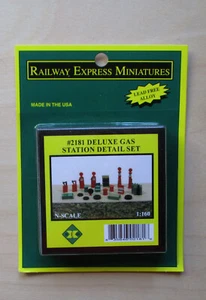 RAILWAY EXPRESS MINIATURES
LEAD FREE
ALLOY
MADE IN THE USA
#2181 DELUXE GAS
STATION DETAIL SET
N-SCALE
1:160